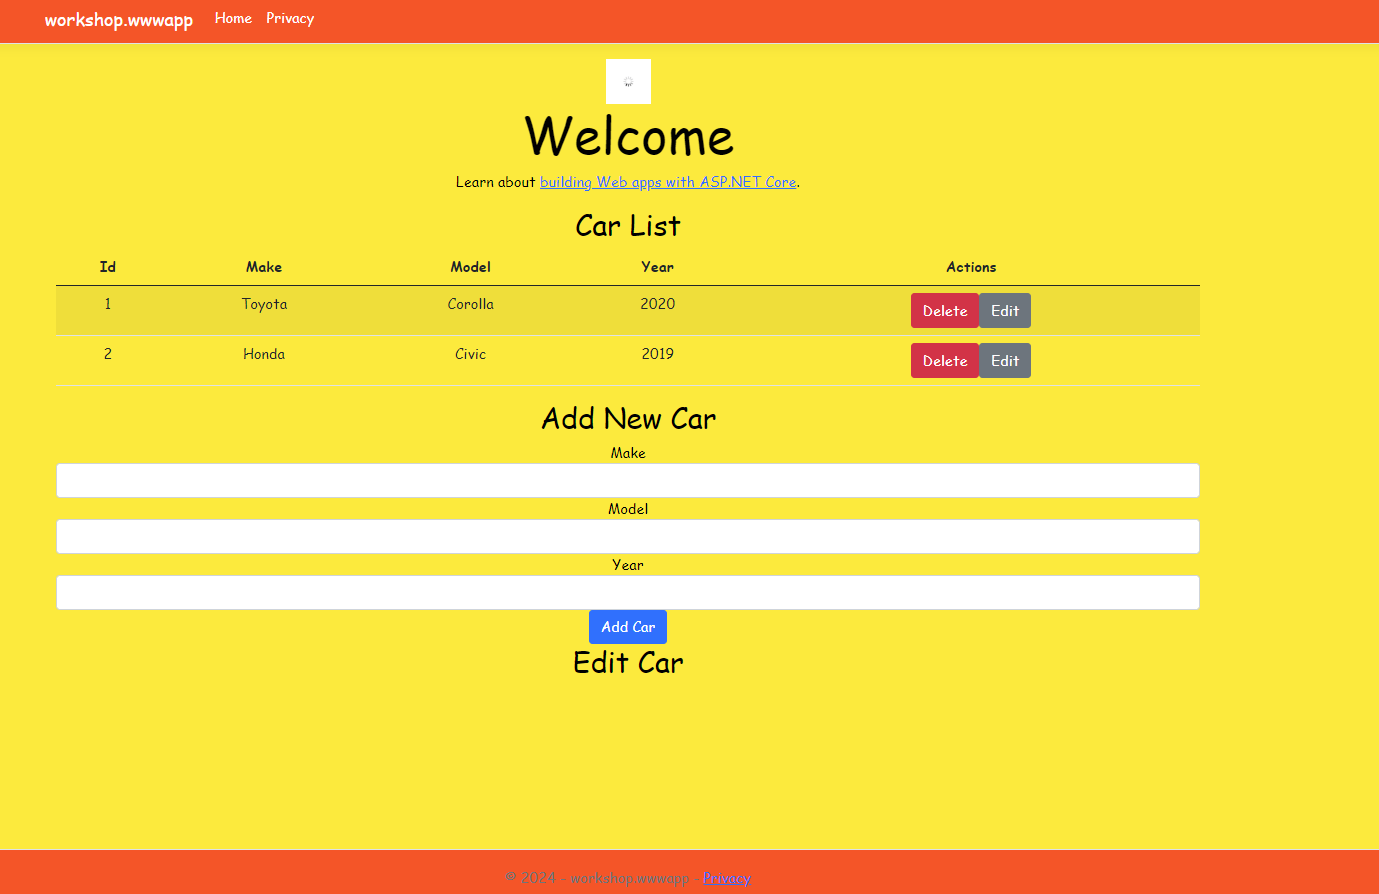 workshop.wwwapp Home Privacy
Welcome
Learn about building Web apps with ASP.NET Core.
Car List
Id Make Model Year Actions
1 Toyota Corolla 2020 Delete Edit
2 Honda Civic 2019 Delete Edit
Add New Car
Make
Model
Year
Add Car
Edit Car
© 2024 - workshop.wwwapp - Privacy